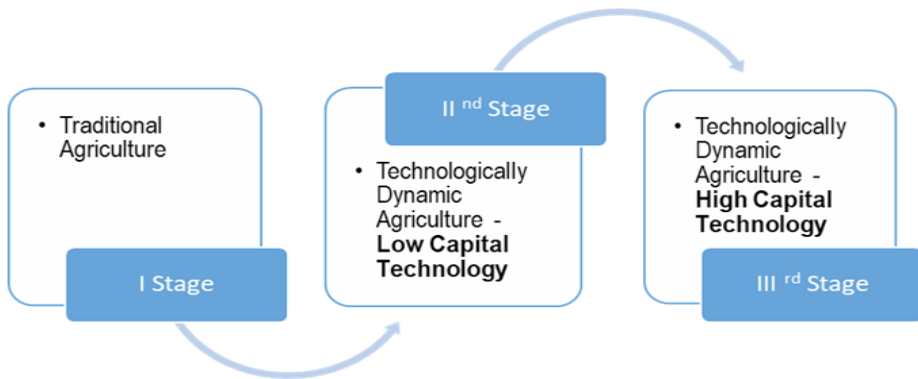 • Traditional
Agriculture
I Stage
II nd Stage
• Technologically
Dynamic
Agriculture -
Low Capital
Technology
• Technologically
Dynamic
Agriculture -
High Capital
Technology
III rd Stage